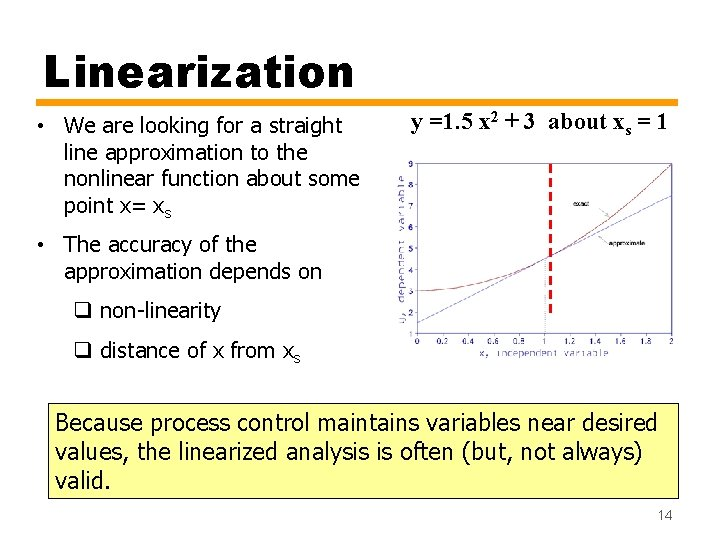 Linearization
• We are looking for a straight
line approximation to the
nonlinear function about some
point x= xs
• The accuracy of the
approximation depends on
❑ non-linearity
❑ distance of x from xs
y =1.5 x² + 3 about xs = 1
y, dependent variable
9
8
7
6
5
4
3
2
1
exact
approximate
0 0.2 0.4 0.6 0.8 1 1.2 1.4 1.6 1.8 2
x, independent variable
Because process control maintains variables near desired
values, the linearized analysis is often (but, not always)
valid.
14